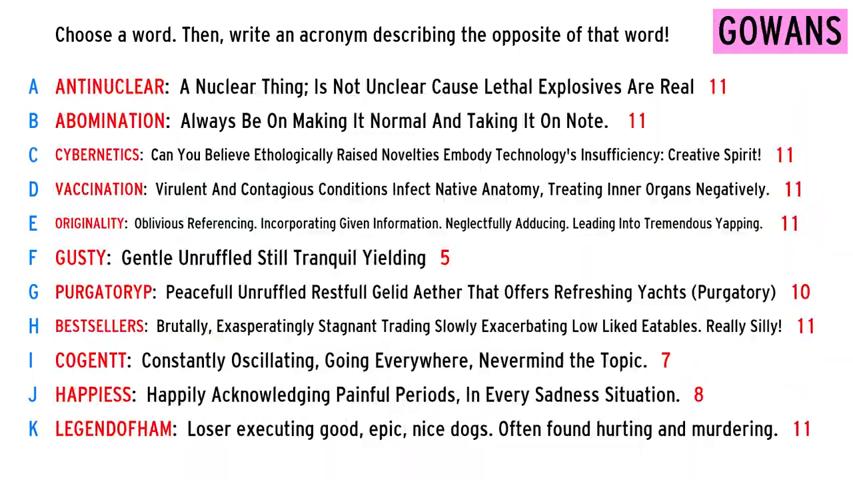 Choose a word. Then, write an acronym describing the opposite of that word!
GOWANS
A ANTINUCLEAR: A Nuclear Thing; Is Not Unclear Cause Lethal Explosives Are Real 11
B ABOMINATION: Always Be On Making It Normal And Taking It On Note. 11
C CYBERNETICS: Can You Believe Ethologically Raised Novelties Embody Technology's Insufficiency: Creative Spirit! 11
D VACCINATION: Virulent And Contagious Conditions Infect Native Anatomy, Treating Inner Organs Negatively. 11
E ORIGINALITY: Oblivious Referencing. Incorporating Given Information. Neglectfully Adducing. Leading Into Tremendous Yapping. 11
F GUSTY: Gentle Unruffled Still Tranquil Yielding 5
G PURGATORYP: Peacefull Unruffled Restfull Gelid Aether That Offers Refreshing Yachts (Purgatory) 10
H BESTSELLERS: Brutally, Exasperatingly Stagnant Trading Slowly Exacerbating Low Liked Eatables. Really Silly! 11
I COGENTT: Constantly Oscillating, Going Everywhere, Nevermind the Topic. 7
J HAPPIESS: Happily Acknowledging Painful Periods, In Every Sadness Situation. 8
K LEGENDOFHAM: Loser executing good, epic, nice dogs. Often found hurting and murdering. 11